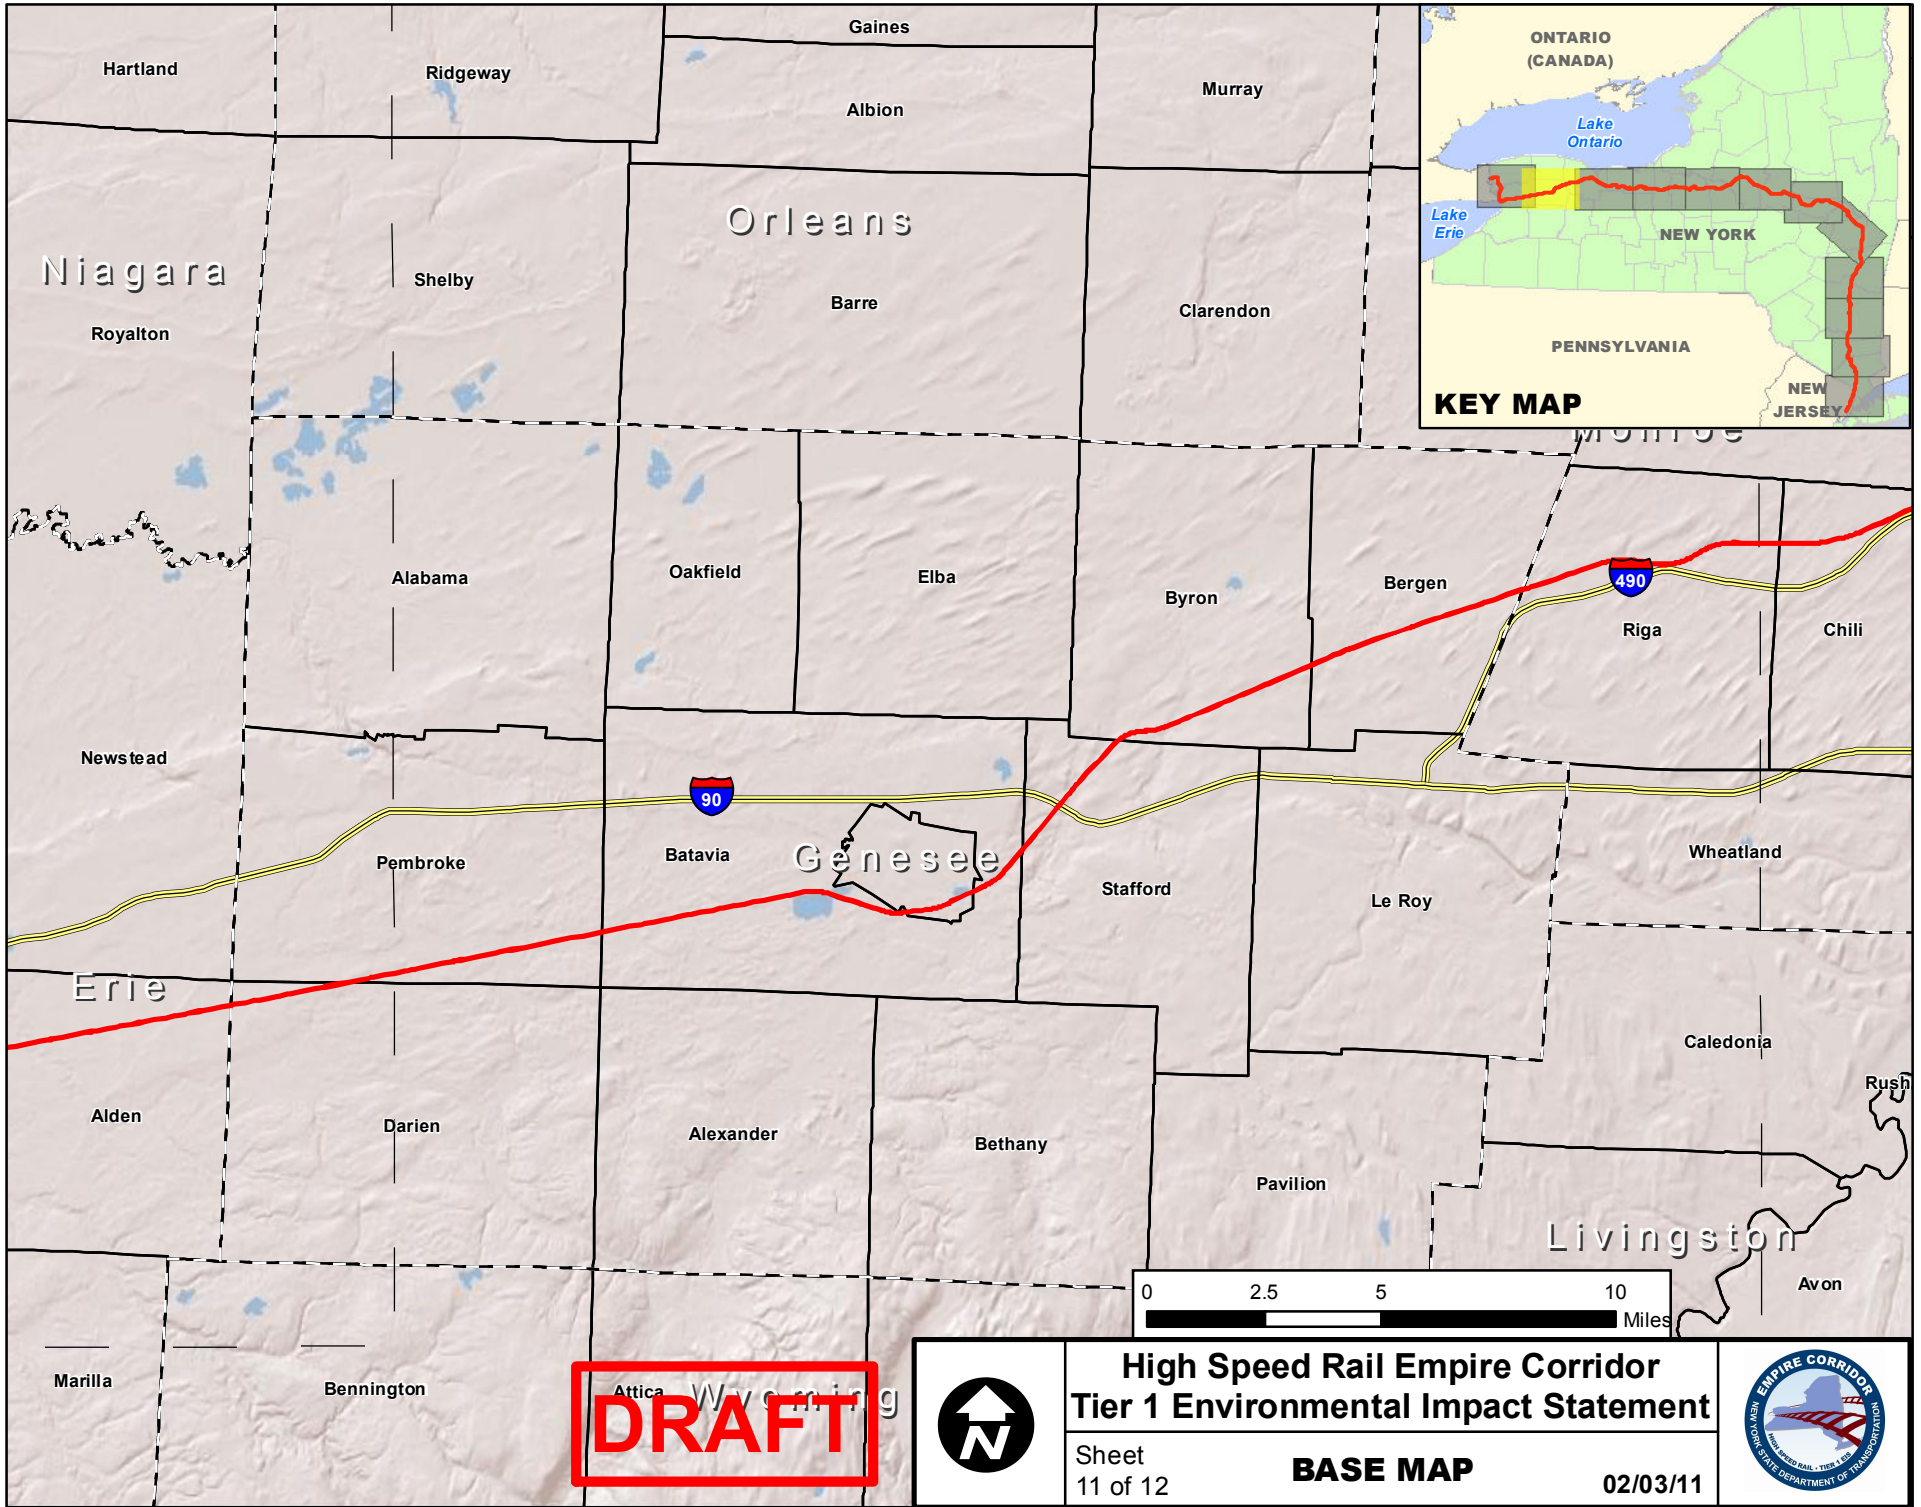 Gaines
Hartland
Ridgeway
Albion
Murray
ONTARIO
(CANADA)
Lake
Ontario
Lake
Erie
NEW YORK
PENNSYLVANIA
NEW
JERSEY
KEY MAP
Orleans
Niagara
Shelby
Barre
Clarendon
Royalton
Monroe
Alabama
Oakfield
Elba
Byron
Bergen
490
Riga
Chili
Newstead
90
Pembroke
Batavia
Genesee
Stafford
Le Roy
Wheatland
Erie
Caledonia
Rush
Alden
Darien
Alexander
Bethany
Pavilion
Livingston
Avon
0 2.5 5 10
Miles
Marilla
Bennington
Attica
Wyoming
DRAFT
N
High Speed Rail Empire Corridor
Tier 1 Environmental Impact Statement
Sheet
11 of 12
BASE MAP
02/03/11
EMPIRE CORRIDOR
HIGH SPEED RAIL - TIER 1 EIS
NEW YORK STATE DEPARTMENT OF TRANSPORTATION